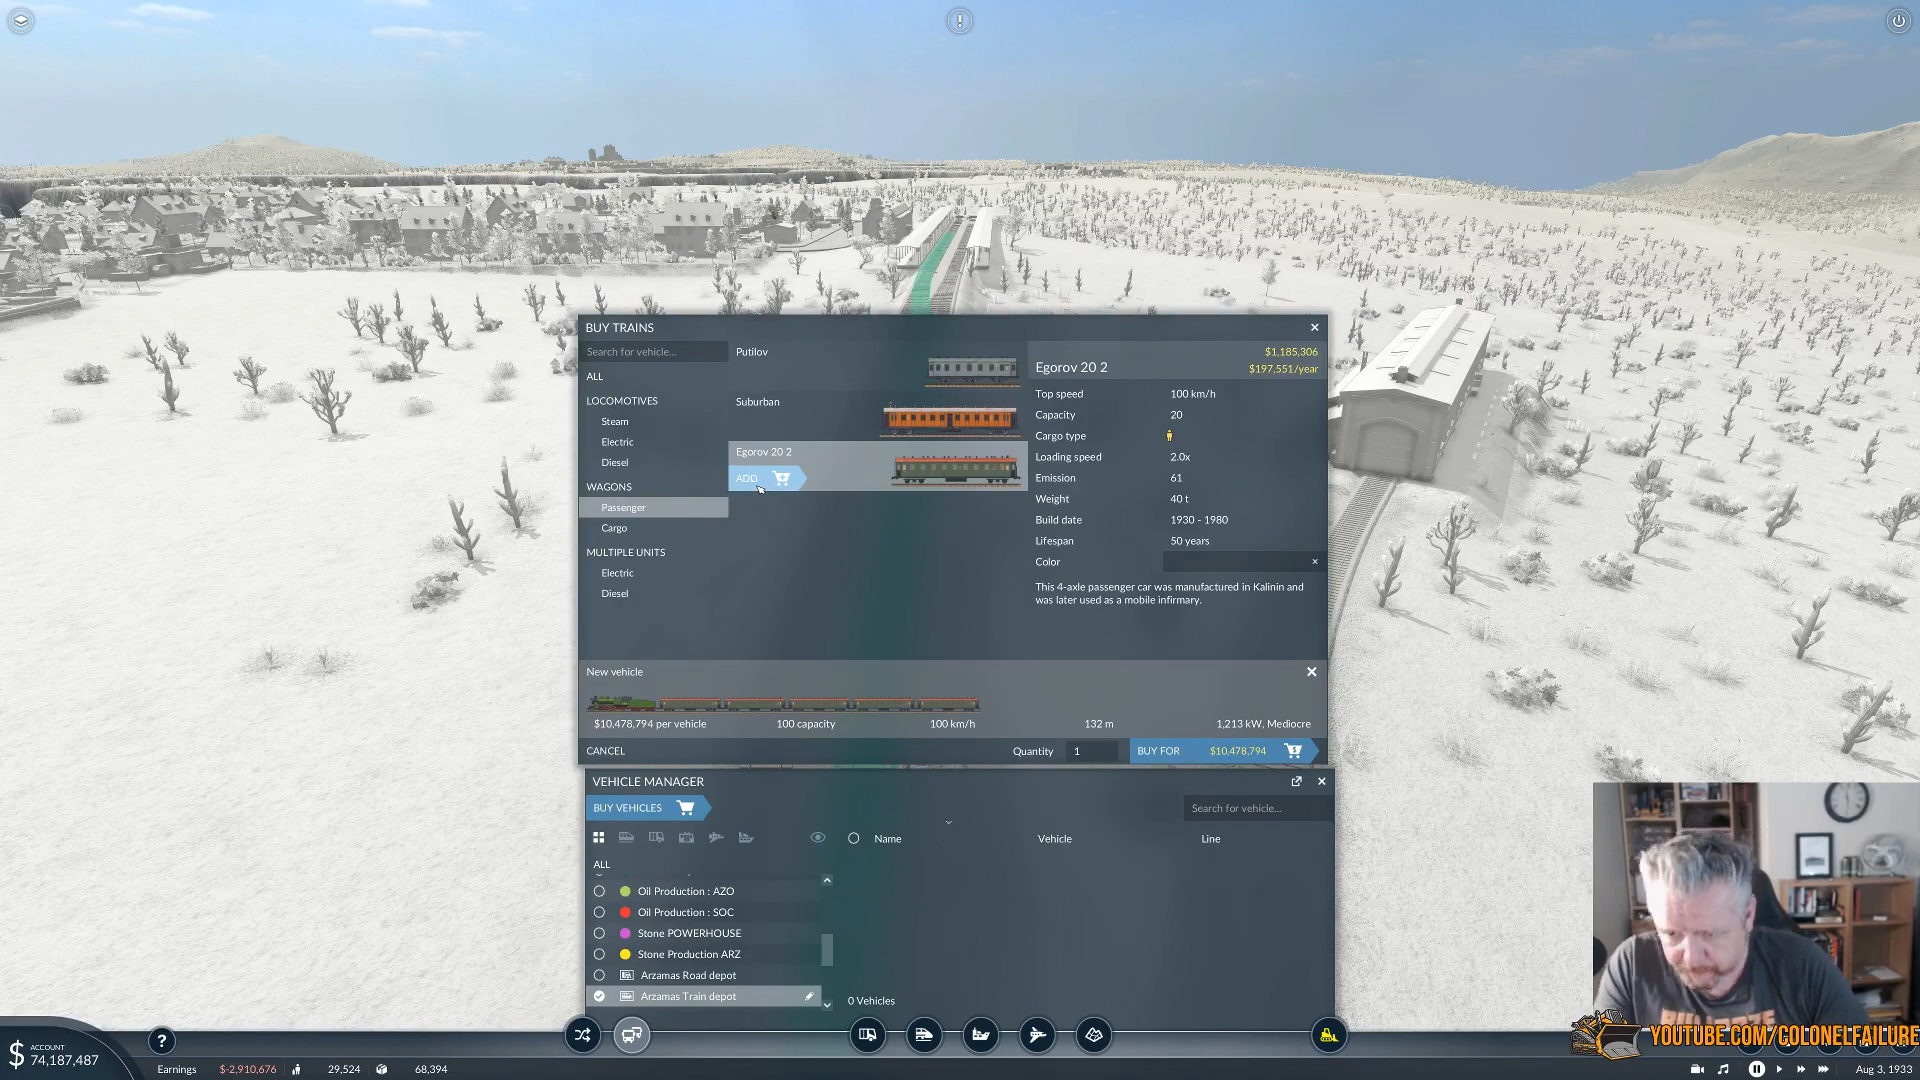 BUY TRAINS
Search for vehicle...
ALL
LOCOMOTIVES
Steam
Electric
Diesel
WAGONS
Passenger
Cargo
MULTIPLE UNITS
Electric
Diesel
Putilov
Suburban
Egorov 20 2
ADD
Egorov 20 2
$1,185,306
$197,551/year
Top speed 100 km/h
Capacity 20
Cargo type
Loading speed 2.0x
Emission 61
Weight 40 t
Build date 1930 - 1980
Lifespan 50 years
Color
This 4-axle passenger car was manufactured in Kalinin and
was later used as a mobile infirmary.
New vehicle
$10,478,794 per vehicle 100 capacity 100 km/h 132 m 1,213 kW, Mediocre
CANCEL Quantity 1 BUY FOR $10,478,794
VEHICLE MANAGER
BUY VEHICLES
Search for vehicle...
Name Vehicle Line
ALL
Oil Production : AZO
Oil Production : SOC
Stone POWERHOUSE
Stone Production ARZ
Arzamas Road depot
Arzamas Train depot
0 Vehicles
?
$ ACCOUNT
74,187,487
Earnings $-2,910,676 29,524 68,394
YOUTUBE.COM/COLONELFAILURE
Aug 3, 1933